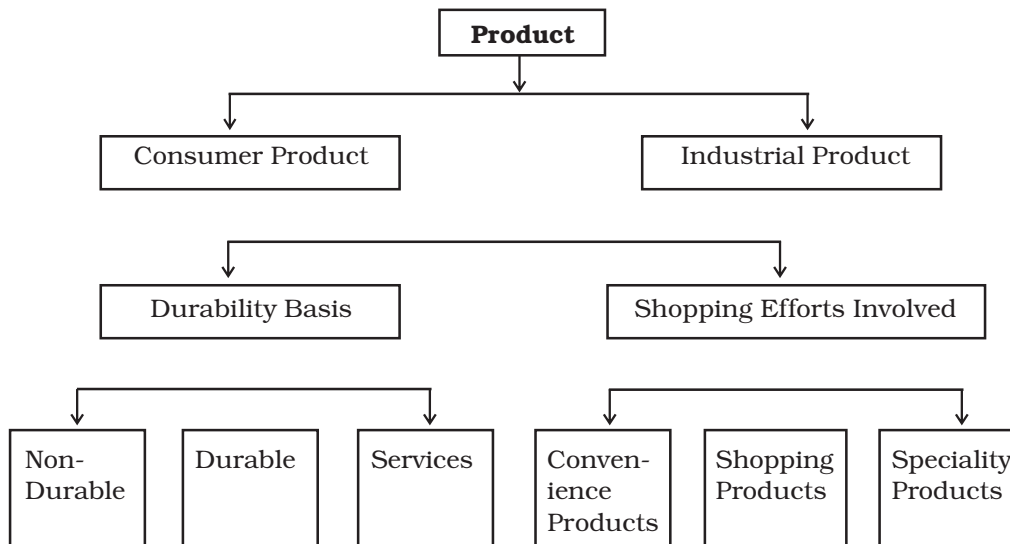 Product
Consumer Product
Industrial Product
Durability Basis
Shopping Efforts Involved
Non-
Durable
Durable
Services
Conven-
ience
Products
Shopping
Products
Speciality
Products